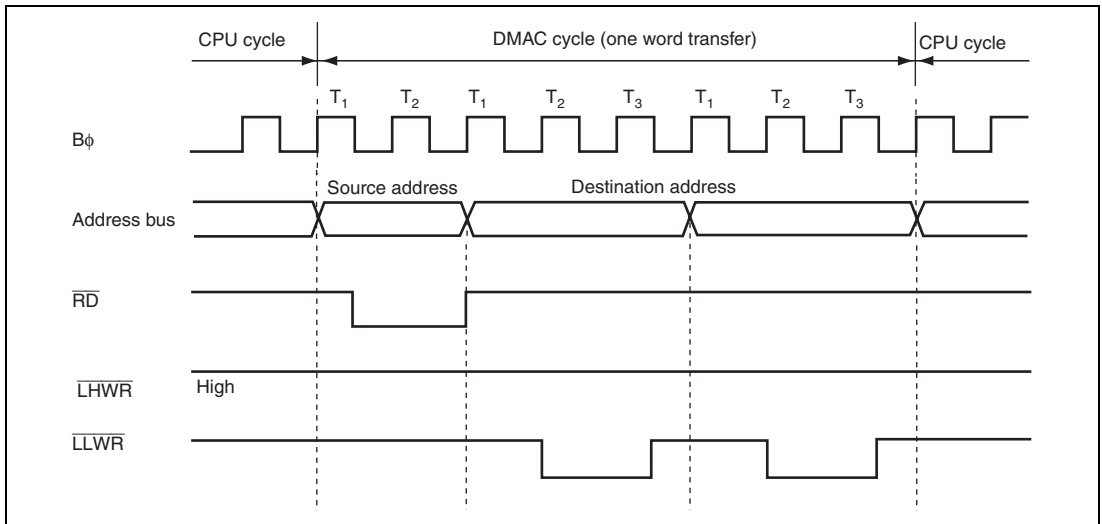 CPU cycle DMAC cycle (one word transfer) CPU cycle
T1 T2 T1 T2 T3 T1 T2 T3
Bϕ
Source address Destination address
Address bus
RD
LHWR High
LLWR